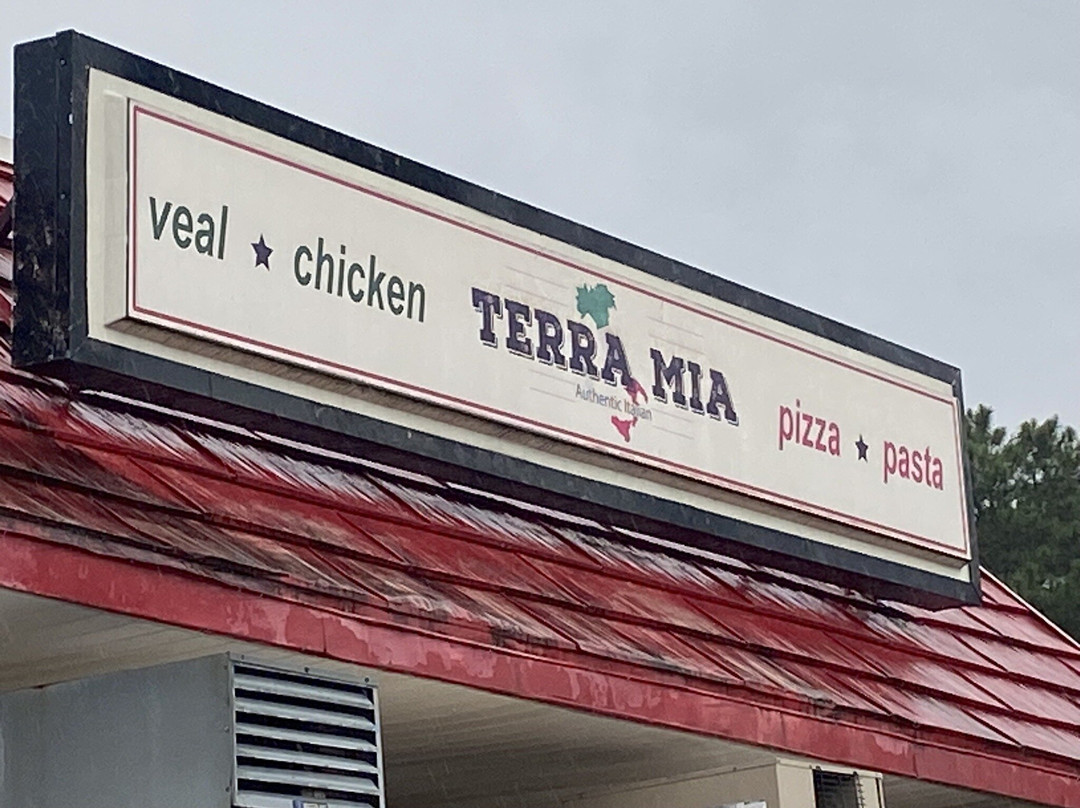 veal ★ chicken
TERRA MIA
Authentic Italian
pizza ★ pasta